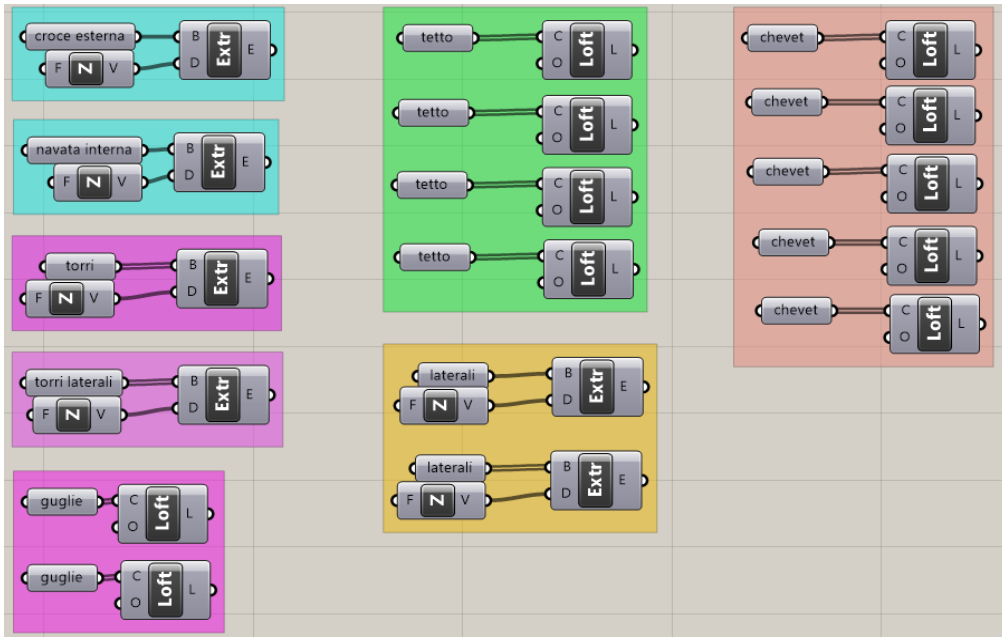 croce esterna
B
D
Extr
E
F
Z
V
navata interna
B
D
Extr
E
F
Z
V
torri
B
D
Extr
E
F
Z
V
torri laterali
B
D
Extr
E
F
Z
V
guglie
C
O
Loft
L
guglie
C
O
Loft
L
tetto
C
O
Loft
L
tetto
C
O
Loft
L
tetto
C
O
Loft
L
tetto
C
O
Loft
L
laterali
B
D
Extr
E
F
Z
V
laterali
B
D
Extr
E
F
Z
V
chevet
C
O
Loft
L
chevet
C
O
Loft
L
chevet
C
O
Loft
L
chevet
C
O
Loft
L
chevet
C
O
Loft
L